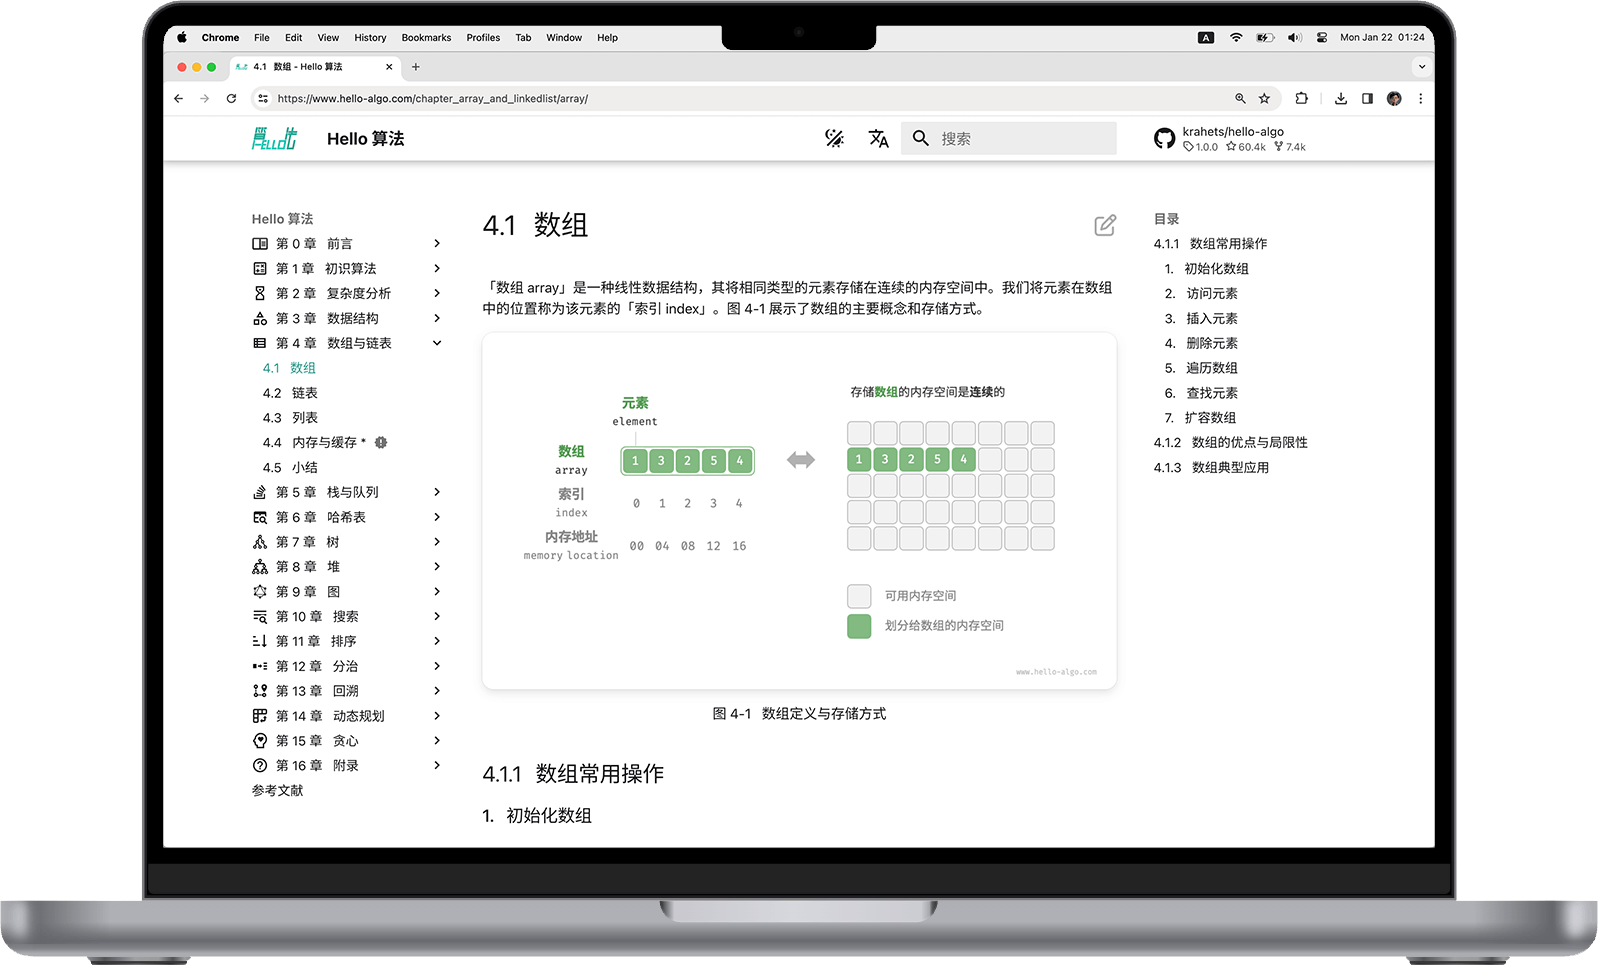 Chrome File Edit View History Bookmarks Profiles Tab Window Help
A Mon Jan 22 01:24
4.1 数组 - Hello 算法
https://www.hello-algo.com/chapter_array_and_linkedlist/array/
Hello 算法
搜索
krahets/hello-algo
1.0.0 60.4k 7.4k
Hello 算法
第 0 章 前言
第 1 章 初识算法
第 2 章 复杂度分析
第 3 章 数据结构
第 4 章 数组与链表
4.1 数组
4.2 链表
4.3 列表
4.4 内存与缓存 *
4.5 小结
第 5 章 栈与队列
第 6 章 哈希表
第 7 章 树
第 8 章 堆
第 9 章 图
第 10 章 搜索
第 11 章 排序
第 12 章 分治
第 13 章 回溯
第 14 章 动态规划
第 15 章 贪心
第 16 章 附录
参考文献
4.1 数组
「数组 array」是一种线性数据结构，其将相同类型的元素存储在连续的内存空间中。我们将元素在数组
中的位置称为该元素的「索引 index」。图 4-1 展示了数组的主要概念和存储方式。
元素
element
数组
array
1 3 2 5 4
索引
index
0 1 2 3 4
内存地址
memory location
00 04 08 12 16
存储数组的内存空间是连续的
1 3 2 5 4
可用内存空间
划分给数组的内存空间
www.hello-algo.com
图 4-1 数组定义与存储方式
4.1.1 数组常用操作
1. 初始化数组
目录
4.1.1 数组常用操作
1. 初始化数组
2. 访问元素
3. 插入元素
4. 删除元素
5. 遍历数组
6. 查找元素
7. 扩容数组
4.1.2 数组的优点与局限性
4.1.3 数组典型应用